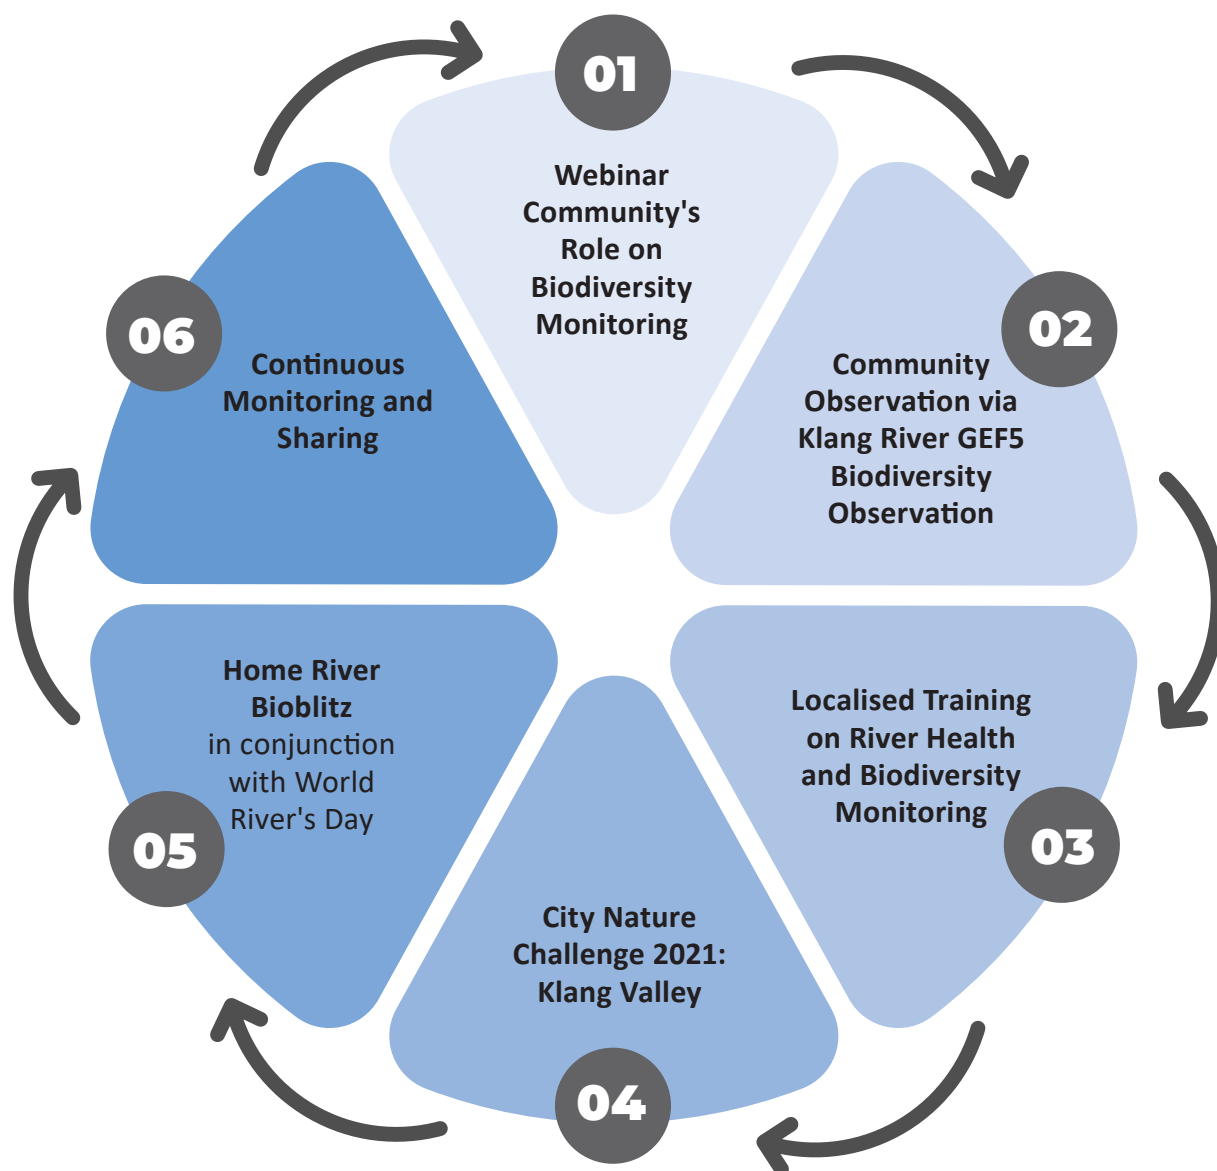 01
Webinar
Community's
Role on
Biodiversity
Monitoring
02
Community
Observation via
Klang River GEF5
Biodiversity
Observation
03
Localised Training
on River Health
and Biodiversity
Monitoring
04
City Nature
Challenge 2021:
Klang Valley
05
Home River
Bioblitz
in conjunction
with World
River's Day
06
Continuous
Monitoring and
Sharing